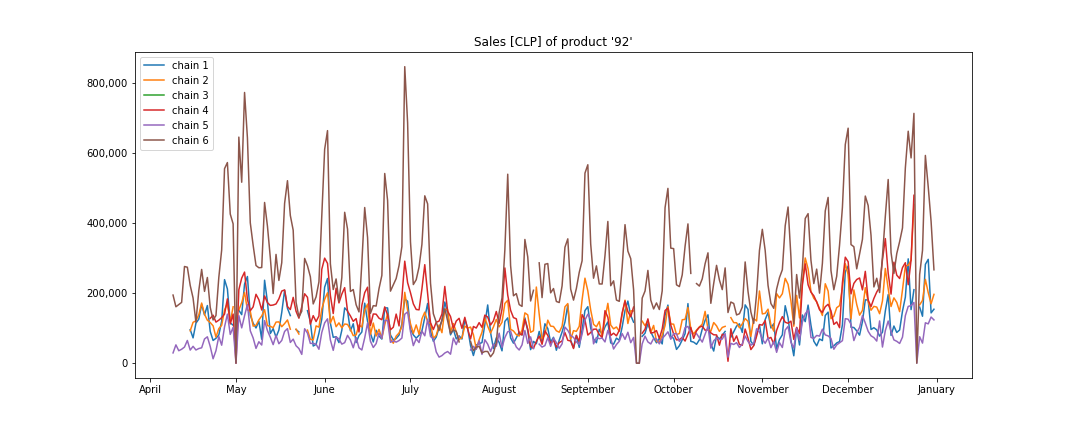 Sales [CLP] of product '92'
chain 1
chain 2
chain 3
chain 4
chain 5
chain 6
800,000
600,000
400,000
200,000
0
April May June July August September October November December January